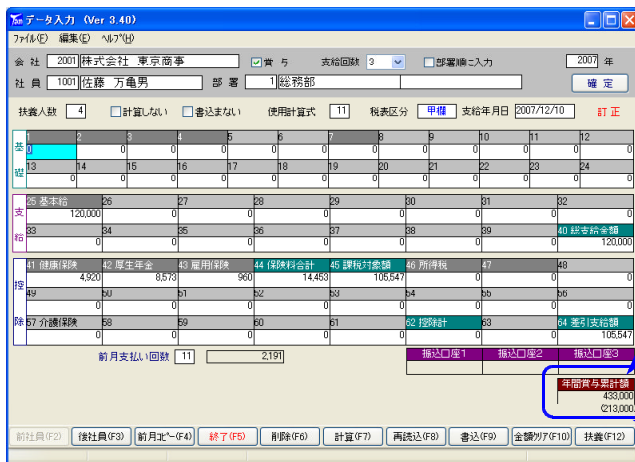 データ入力 (Ver 3.40)
ファイル(F) 編集(E) ヘルプ(H)
会 社 2001 株式会社 東京商事 賞 与 支給回数 3 部署順に入力 2007 年
社 員 1001 佐藤 万亀男 部 署 1 総務部 確 定
扶養人数 4 計算しない 書込まない 使用計算式 11 税表区分 甲欄 支給年月日 2007/12/10 訂 正
基礎
1 2 3 4 5 6 7 8 9 10 11 12
0 0 0 0 0 0 0 0 0 0 0 0
13 14 15 16 17 18 19 20 21 22 23 24
0 0 0 0 0 0 0 0 0 0 0 0
支給
25 基本給 26 27 28 29 30 31 32
120,000 0 0 0 0 0 0 0
33 34 35 36 37 38 39 40 総支給金額
0 0 0 0 0 0 0 120,000
控除
41 健康保険 42 厚生年金 43 雇用保険 44 保険料合計 45 課税対象額 46 所得税 47 48
4,920 8,573 960 14,453 105,547 0 0 0
49 50 51 52 53 54 55 56
0 0 0 0 0 0 0 0
57 介護保険 58 59 60 61 62 控除計 63 64 差引支給額
0 0 0 0 0 0 0 105,547
前月支払い回数 11 2,191 振込口座1 振込口座2 振込口座3
年間賞与累計額
433,000
(213,000
前社員(F2) 後社員(F3) 前月コピー(F4) 終了(F5) 削除(F6) 計算(F7) 再読込(F8) 書込(F9) 金額クリア(F10) 扶養(F12)